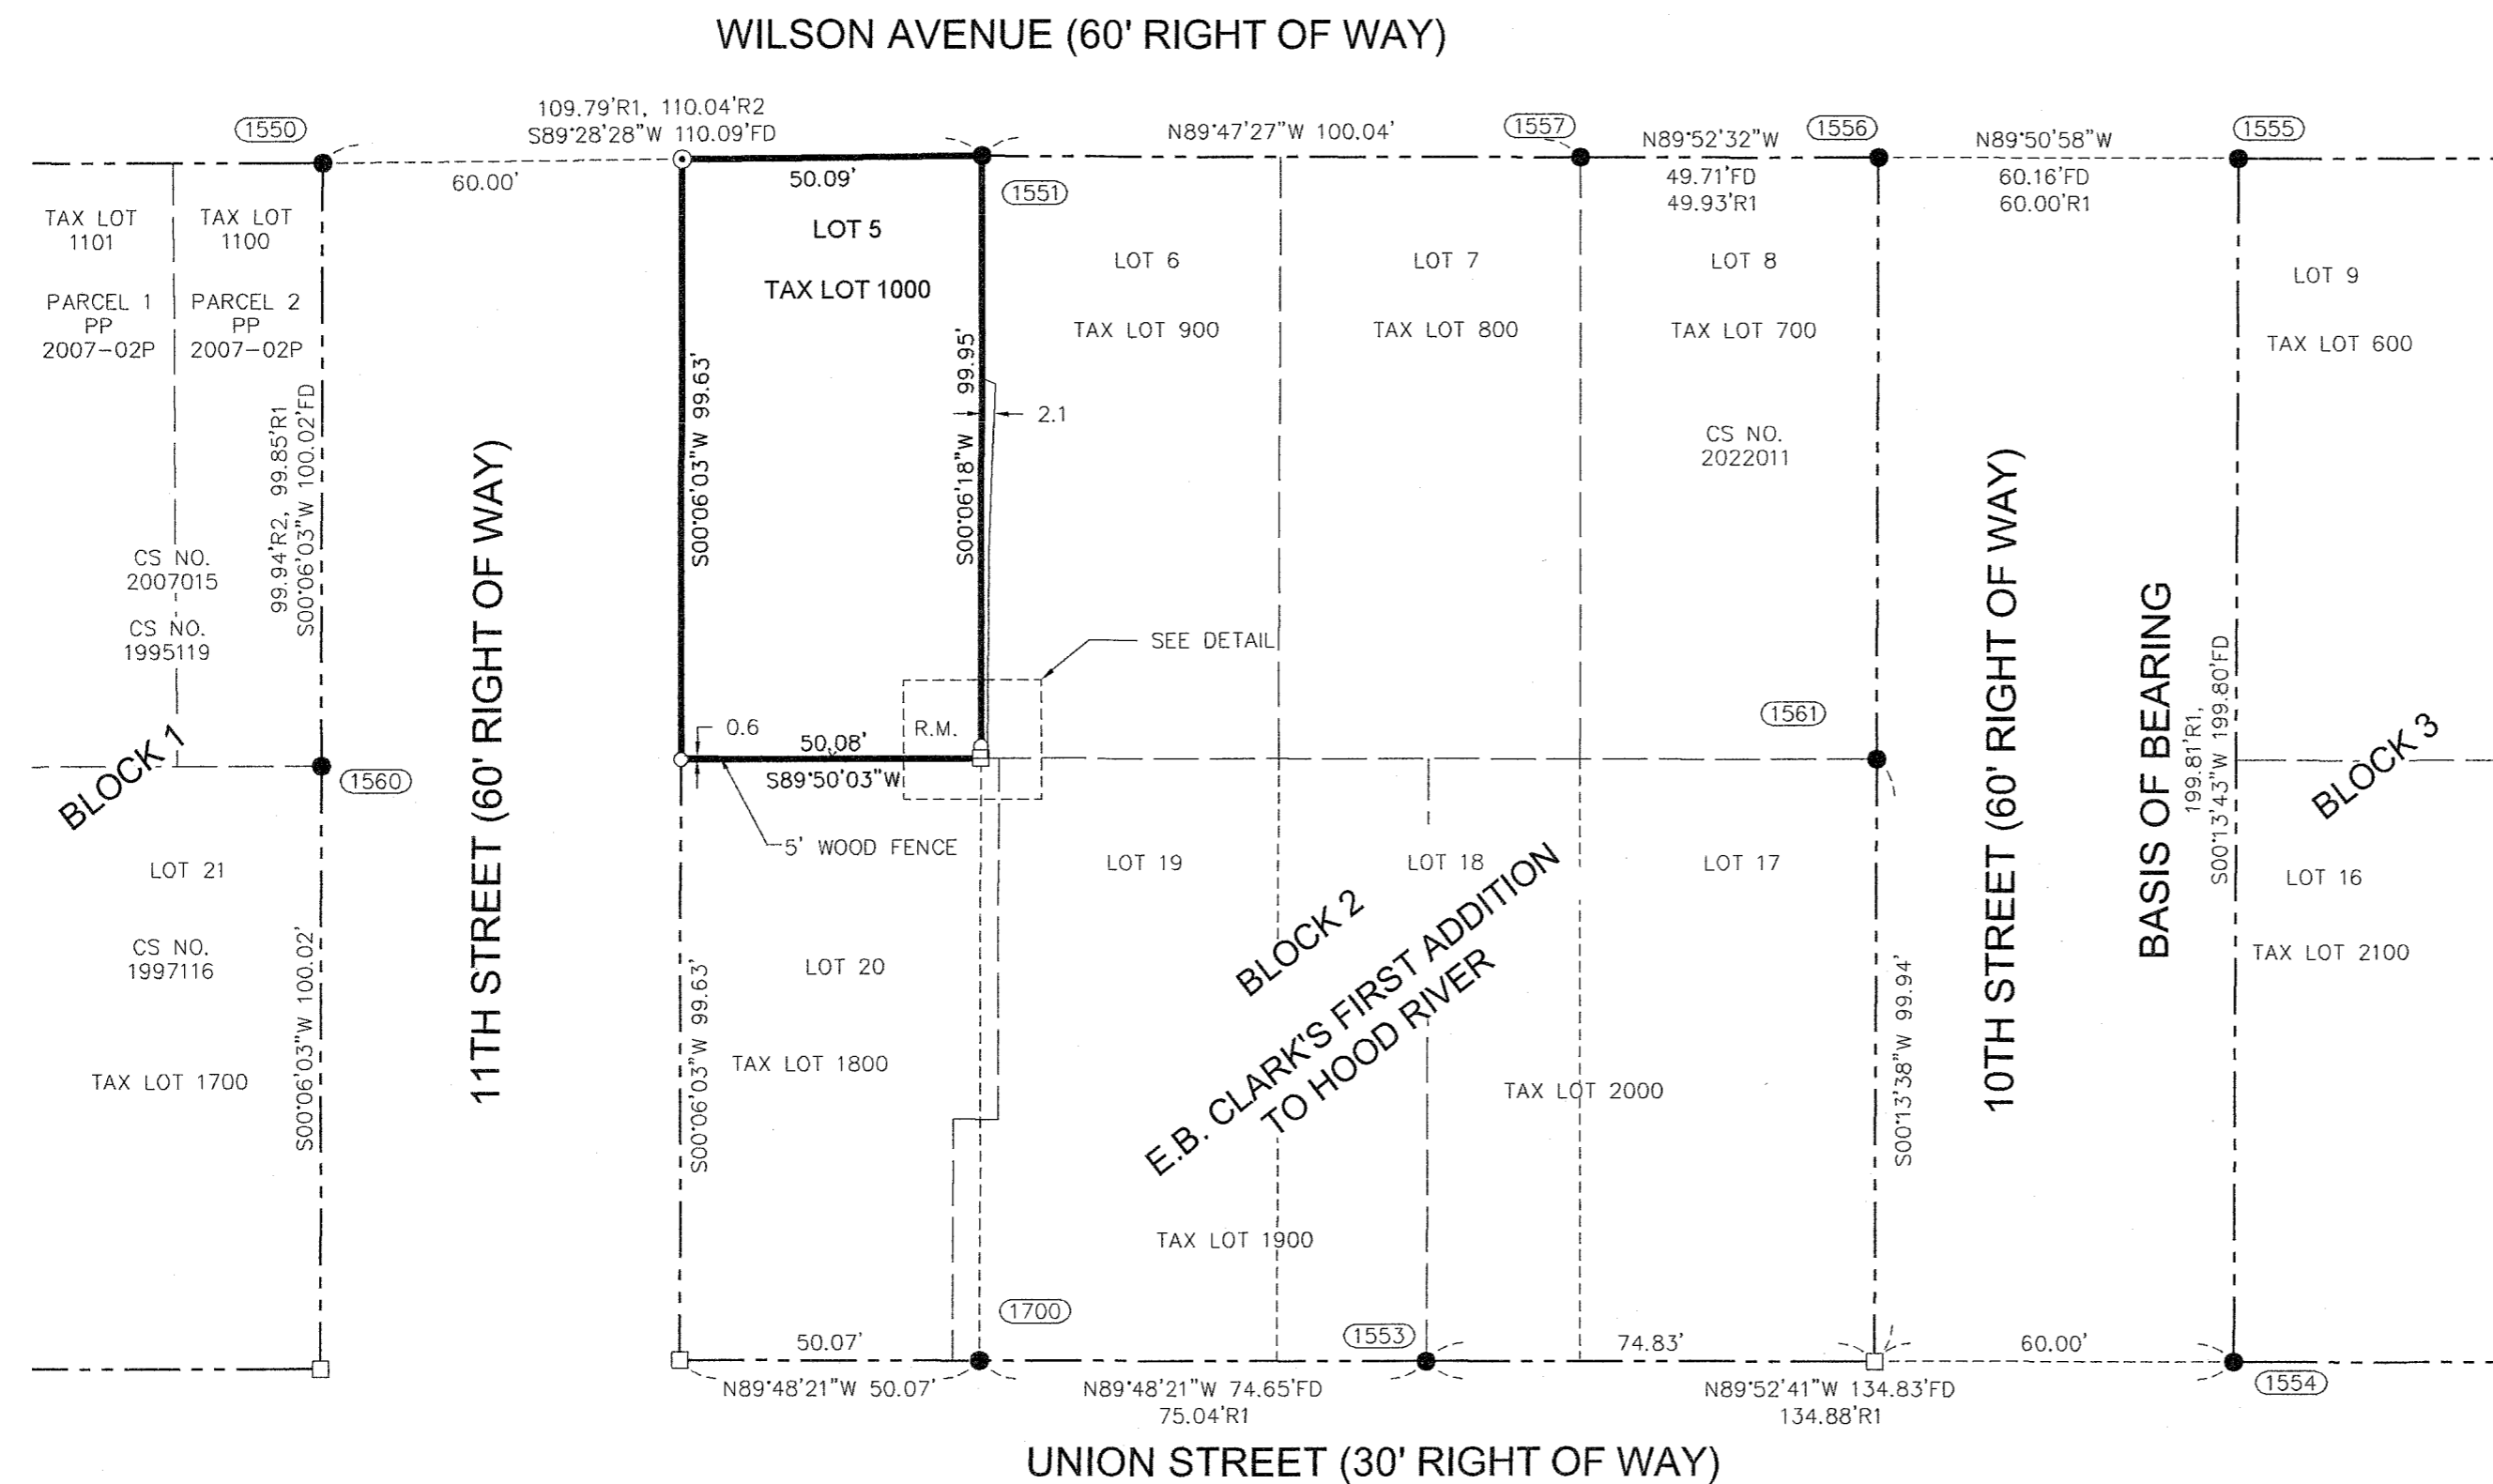 WILSON AVENUE (60' RIGHT OF WAY)
109.79'R1, 110.04'R2
S89°28'28"W 110.09'FD
1550
60.00'
50.09'
1551
N89°47'27"W 100.04'
1557
N89°52'32"W
49.71'FD
49.93'R1
1556
N89°50'58"W
60.16'FD
60.00'R1
1555
TAX LOT
1101
PARCEL 1
PP
2007-02P
TAX LOT
1100
PARCEL 2
PP
2007-02P
CS NO.
2007015
CS NO.
1995119
99.94'R2, 99.85'R1
S00°06'03"W 100.02'FD
BLOCK 1
1560
LOT 21
CS NO.
1997116
TAX LOT 1700
S00°06'03"W 100.02'
11TH STREET (60' RIGHT OF WAY)
LOT 5
TAX LOT 1000
S00°06'03"W 99.63'
S00°06'18"W 99.95'
2.1
SEE DETAIL
R.M.
0.6
50.08'
S89°50'03"W
5' WOOD FENCE
LOT 6
TAX LOT 900
LOT 7
TAX LOT 800
LOT 8
TAX LOT 700
CS NO.
2022011
1561
LOT 20
TAX LOT 1800
S00°06'03"W 99.63'
LOT 19
LOT 18
LOT 17
BLOCK 2
E.B. CLARK'S FIRST ADDITION
TO HOOD RIVER
TAX LOT 1900
TAX LOT 2000
S00°13'38"W 99.94'
10TH STREET (60' RIGHT OF WAY)
BASIS OF BEARING
199.81'R1,
S00°13'43"W 199.80'FD
LOT 9
TAX LOT 600
BLOCK 3
LOT 16
TAX LOT 2100
50.07'
1700
1553
74.83'
60.00'
N89°48'21"W 50.07'
N89°48'21"W 74.65'FD
75.04'R1
N89°52'41"W 134.83'FD
134.88'R1
1554
UNION STREET (30' RIGHT OF WAY)